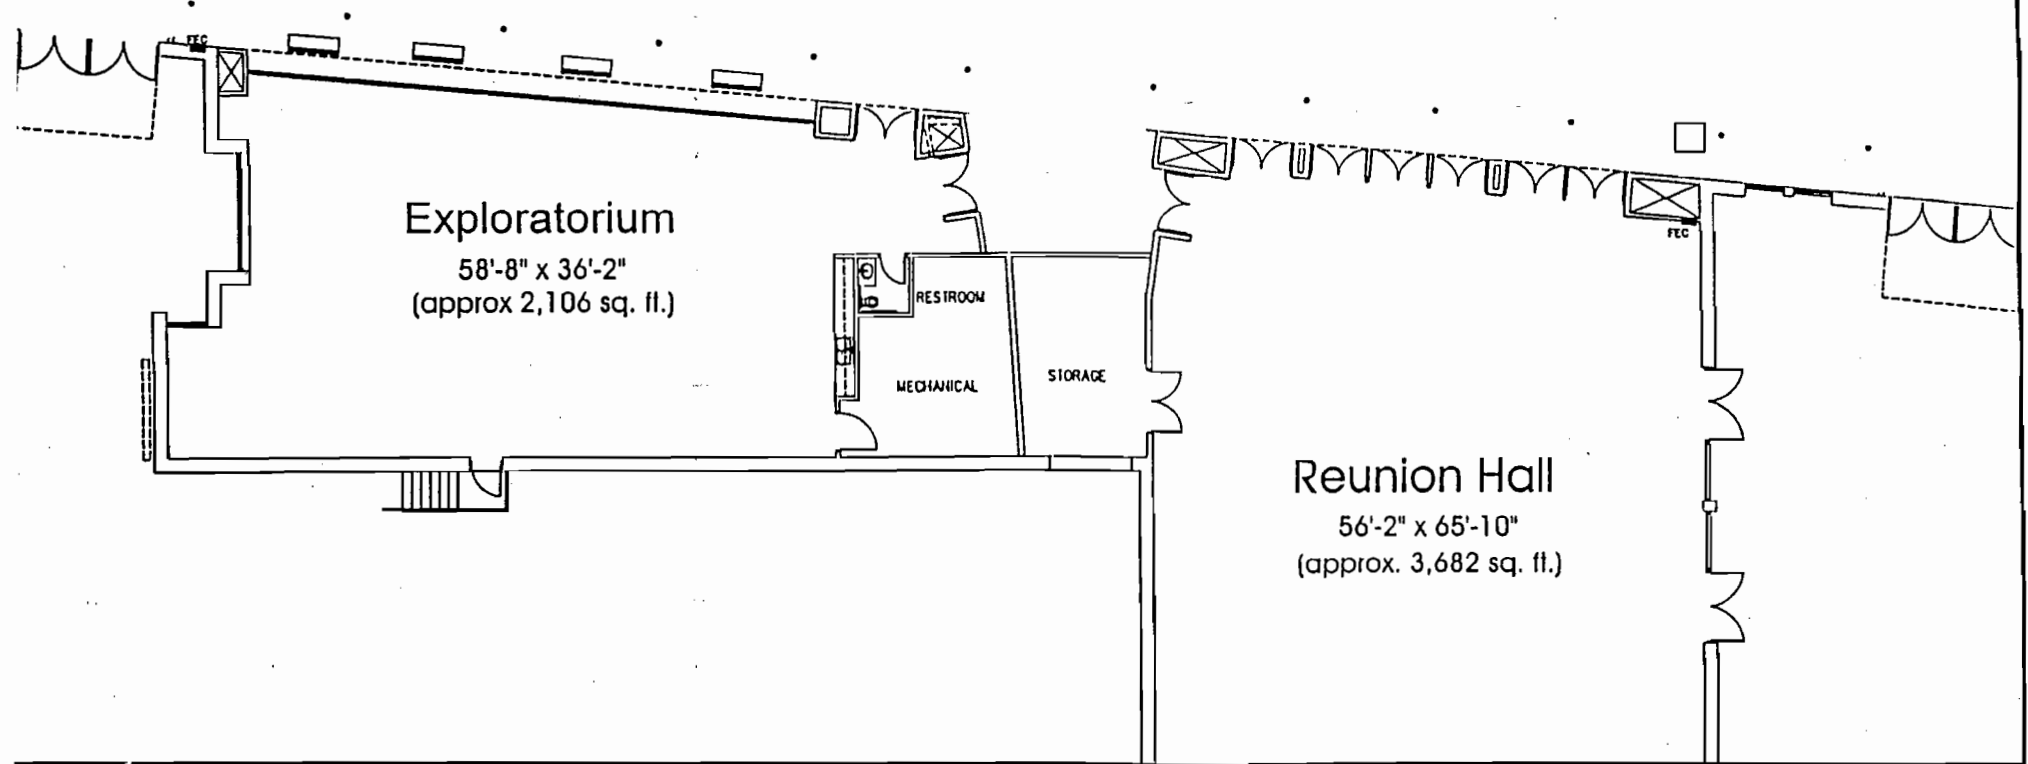 FEC
Exploratorium
58'-8" x 36'-2"
(approx 2,106 sq. ft.)
RESTROOM
MECHANICAL
STORAGE
FEC
Reunion Hall
56'-2" x 65'-10"
(approx. 3,682 sq. ft.)